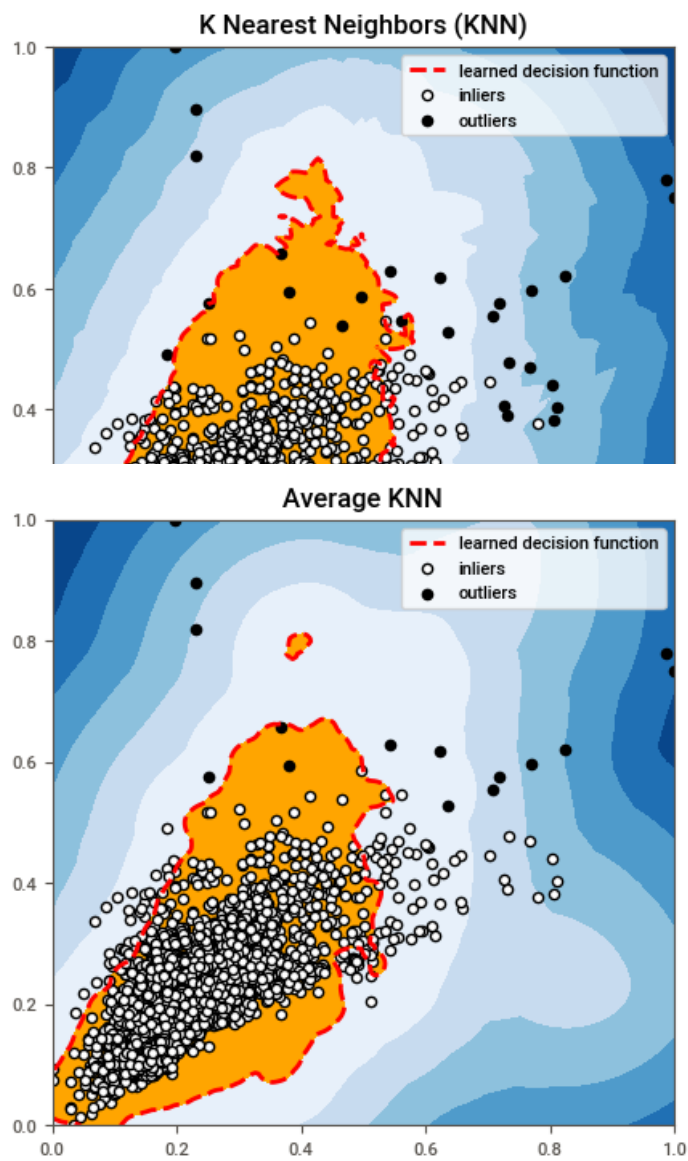 K Nearest Neighbors (KNN)
1.0
learned decision function
inliers
outliers
0.8
0.6
0.4
Average KNN
1.0
learned decision function
inliers
outliers
0.8
0.6
0.4
0.2
0.0
0.0 0.2 0.4 0.6 0.8 1.0